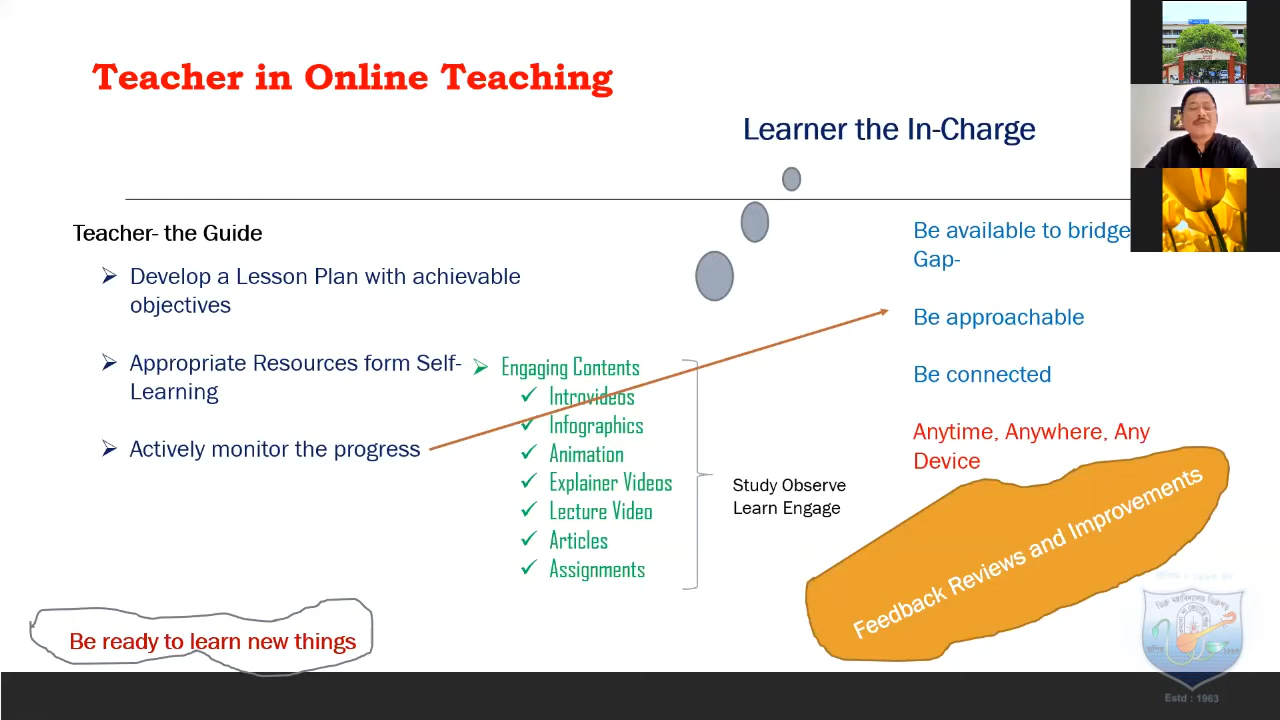 Teacher in Online Teaching
Learner the In-Charge
Teacher- the Guide
Develop a Lesson Plan with achievable
objectives
Appropriate Resources form Self-
Learning
Actively monitor the progress
Engaging Contents
Introvideos
Infographics
Animation
Explainer Videos
Lecture Video
Articles
Assignments
Study Observe
Learn Engage
Be available to bridge
Gap-
Be approachable
Be connected
Anytime, Anywhere, Any
Device
Feedback Reviews and Improvements
Be ready to learn new things
Estd : 1963